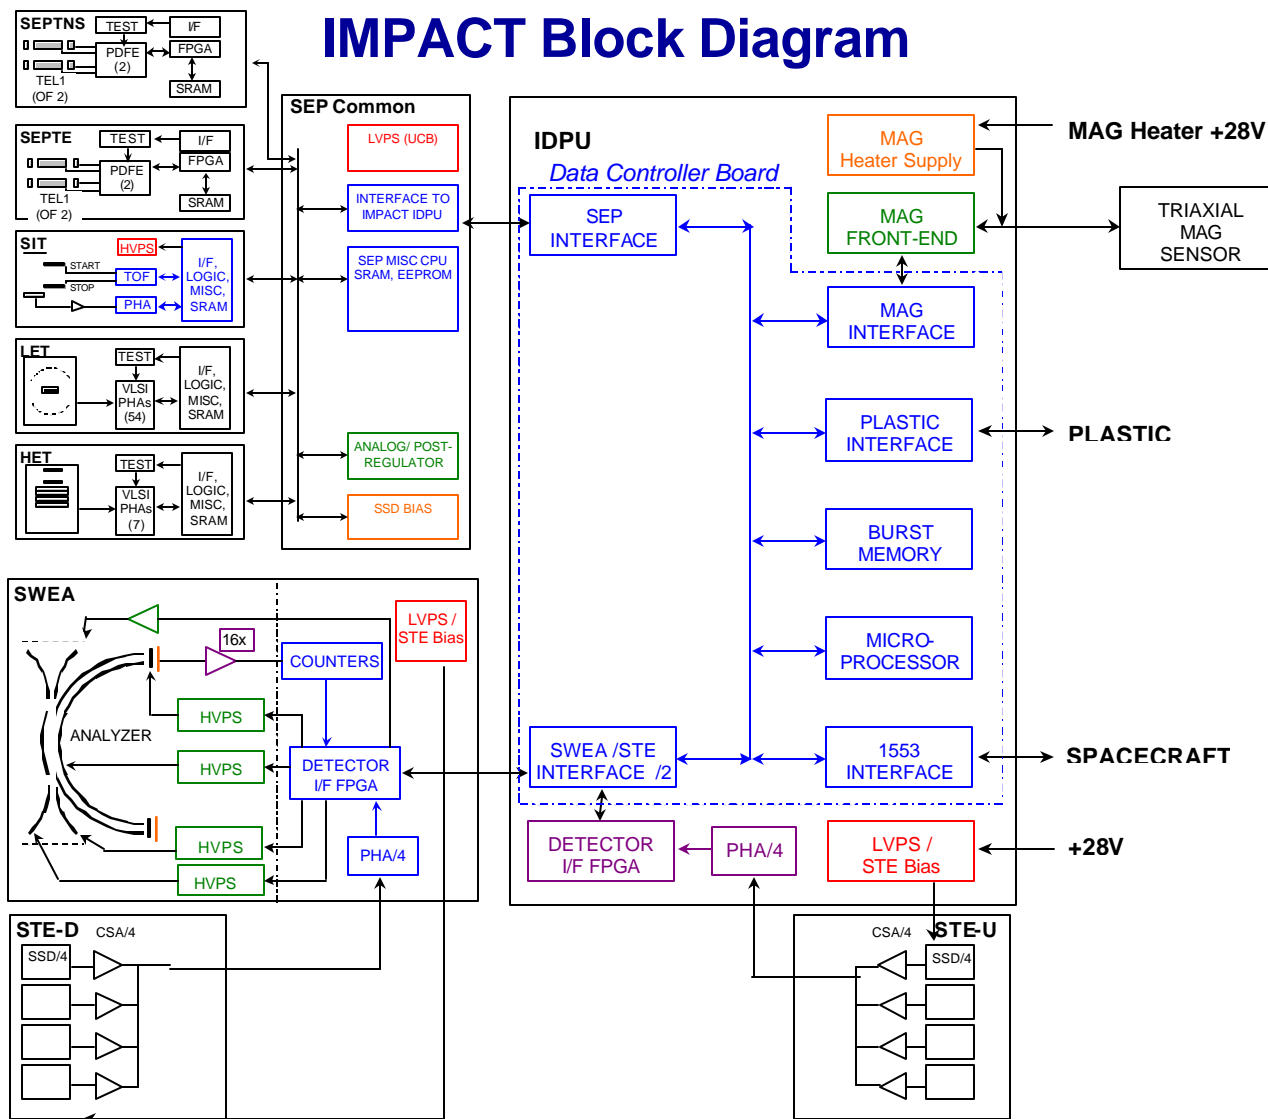 IMPACT Block Diagram
SEPTNS
TEST
I/F
PDFE
(2)
FPGA
SRAM
TEL1
(OF 2)
SEPTE
TEST
I/F
PDFE
(2)
FPGA
SRAM
TEL1
(OF 2)
SIT
HVPS
START
TOF
STOP
PHA
I/F,
LOGIC,
MISC,
SRAM
LET
TEST
VLSI
PHAs
(54)
I/F,
LOGIC,
MISC,
SRAM
HET
TEST
VLSI
PHAs
(7)
I/F,
LOGIC,
MISC,
SRAM
SEP Common
LVPS (UCB)
INTERFACE TO
IMPACT IDPU
SEP MISC CPU
SRAM, EEPROM
ANALOG/ POST-
REGULATOR
SSD BIAS
IDPU
Data Controller Board
MAG
Heater Supply
MAG Heater +28V
SEP
INTERFACE
MAG
FRONT-END
TRIAXIAL
MAG
SENSOR
MAG
INTERFACE
PLASTIC
INTERFACE
PLASTIC
BURST
MEMORY
MICRO-
PROCESSOR
SWEA /STE
INTERFACE /2
1553
INTERFACE
SPACECRAFT
DETECTOR
I/F FPGA
PHA/4
LVPS /
STE Bias
+28V
SWEA
16x
COUNTERS
LVPS /
STE Bias
HVPS
ANALYZER
HVPS
DETECTOR
I/F FPGA
HVPS
PHA/4
HVPS
STE-D
CSA/4
SSD/4
CSA/4
STE-U
SSD/4